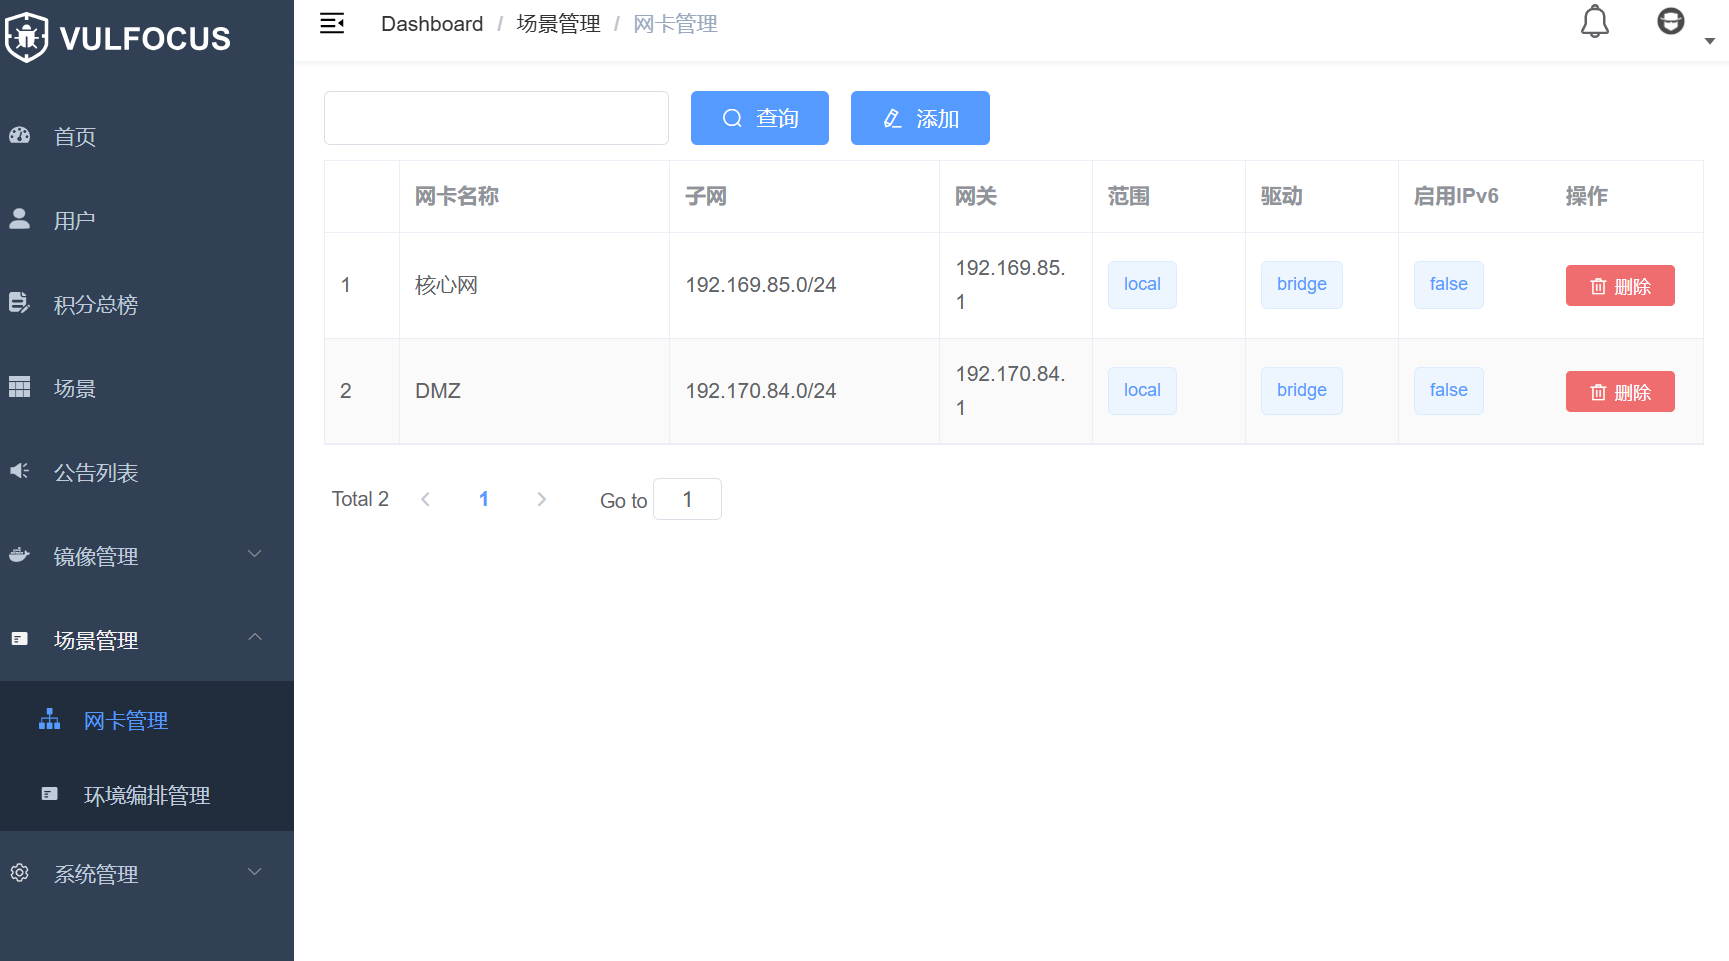 VULFOCUS
首页
用户
积分总榜
场景
公告列表
镜像管理
场景管理
网卡管理
环境编排管理
系统管理
Dashboard / 场景管理 / 网卡管理
查询 添加
网卡名称 子网 网关 范围 驱动 启用IPv6 操作
1 核心网 192.169.85.0/24 192.169.85.
1 local bridge false 删除
2 DMZ 192.170.84.0/24 192.170.84.
1 local bridge false 删除
Total 2 1 Go to 1